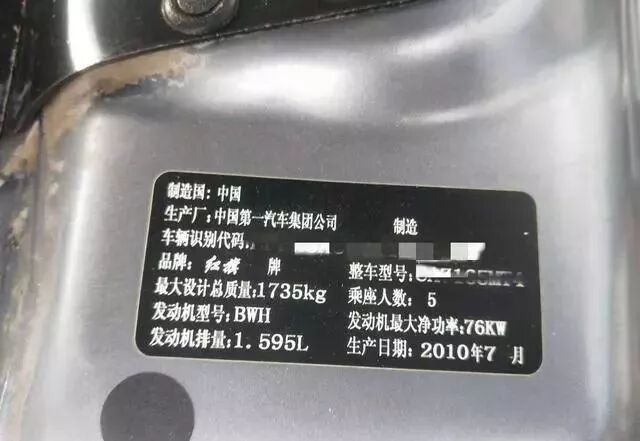 制造国：中国
生产厂：中国第一汽车集团公司 制造
车辆识别代码
品牌：红旗 牌 整车型号：
最大设计总质量：1735kg 乘座人数：5
发动机型号：BWH 发动机最大净功率：76KW
发动机排量：1.595L 生产日期：2010年7月